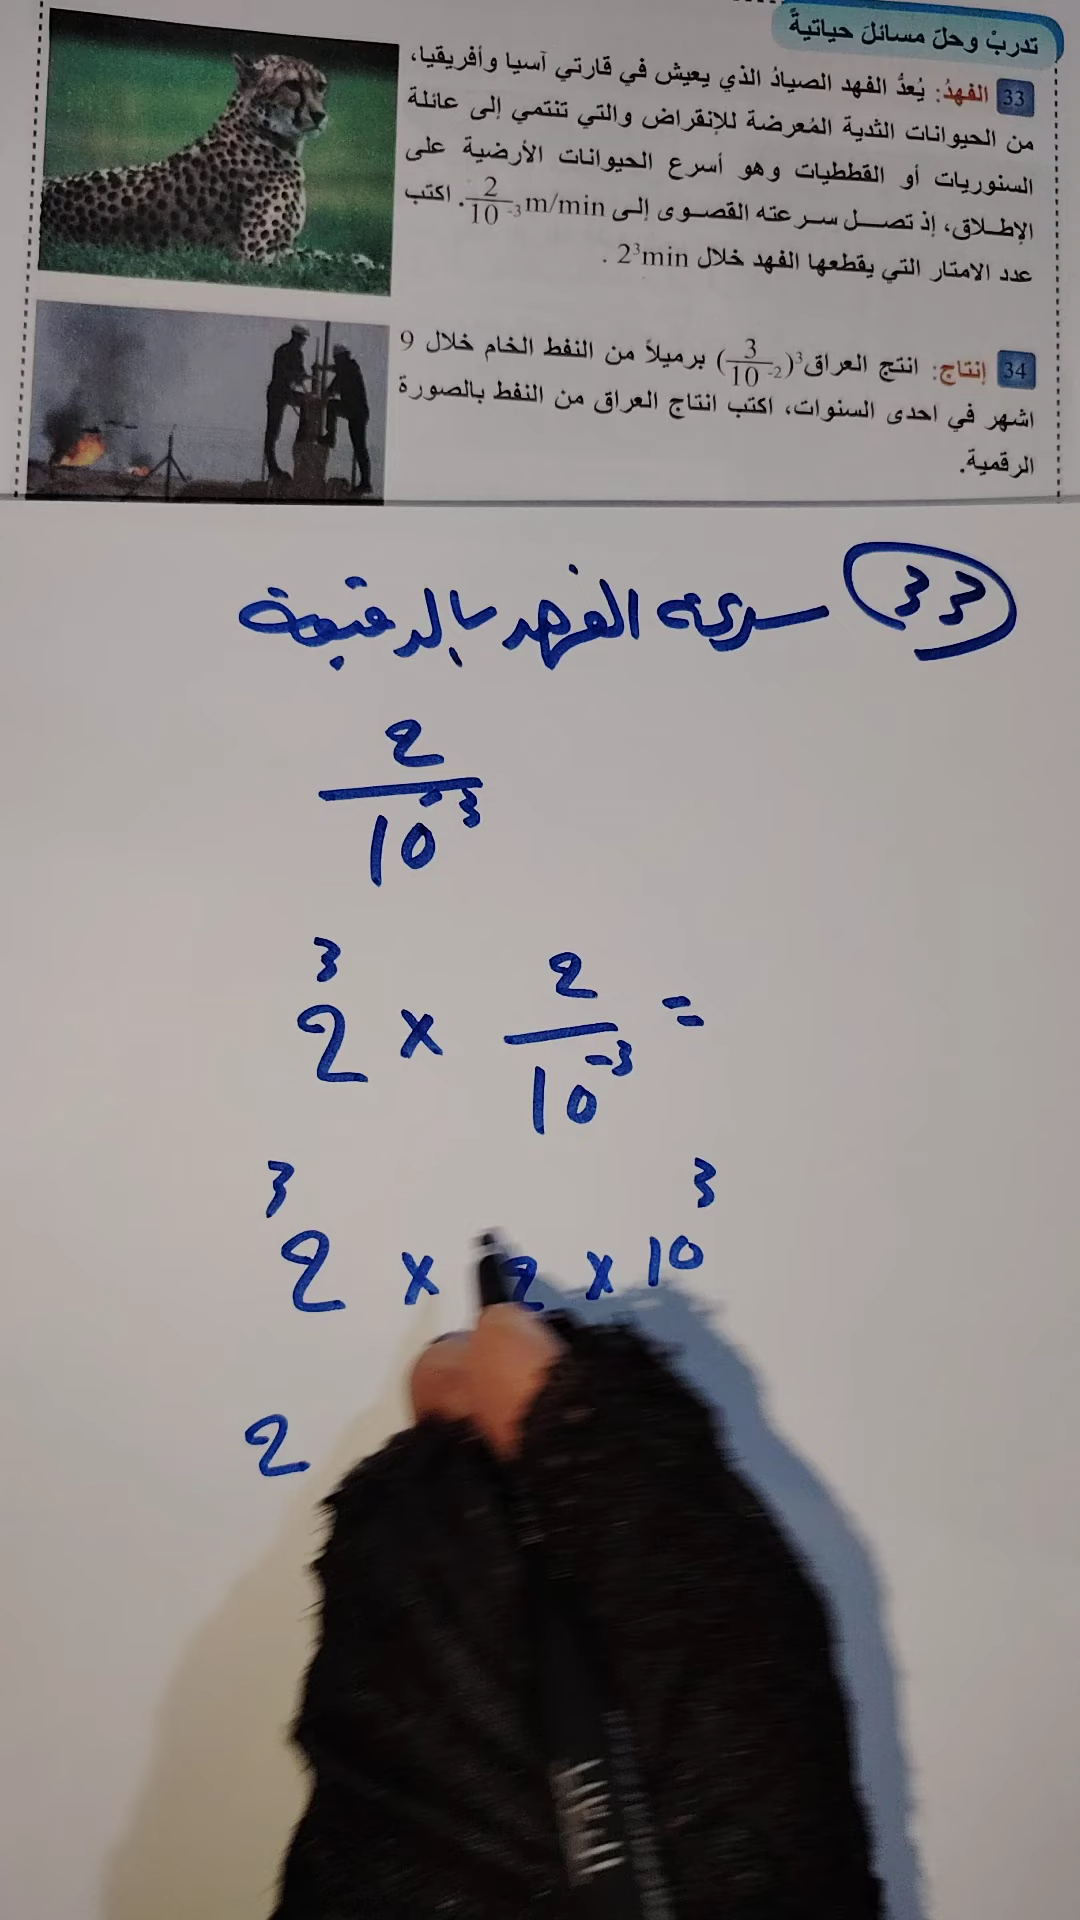 تدربْ وحلّ مسائلَ حياتيةً
33 الفهدُ: يُعدُّ الفهد الصيادُ الذي يعيش في قارتي آسيا وأفريقيا،
من الحيوانات الثدية المُعرضة للإنقراض والتي تنتمي إلى عائلة
السنوريات أو القططيات وهو أسرع الحيوانات الأرضية على
الإطلاق، إذ تصل سرعته القصوى إلى 2/10⁻³ m/min. اكتب
عدد الامتار التي يقطعها الفهد خلال 2³min .
34 إنتاج: انتج العراق (3/10⁻²)³ برميلاً من النفط الخام خلال 9
اشهر في احدى السنوات، اكتب انتاج العراق من النفط بالصورة
الرقمية.
33 سرعة الفهد بالدقيقة
2/10⁻³
2³ × 2/10⁻³ =
2³ × 2 × 10³
2